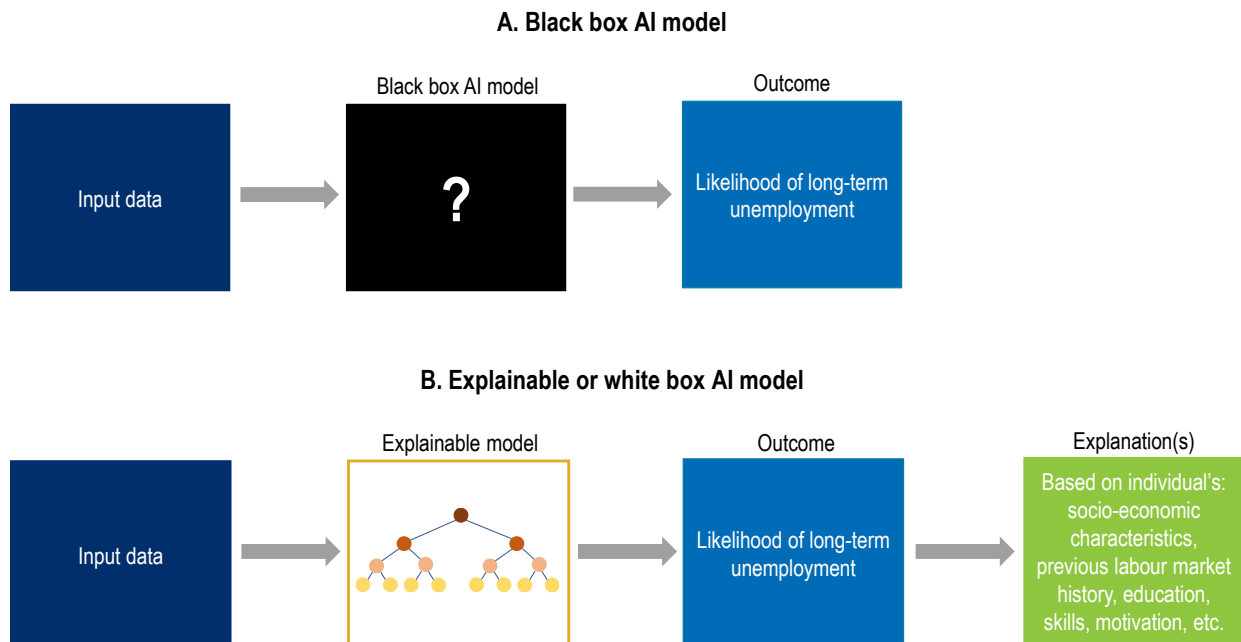 A. Black box AI model
Black box AI model
Outcome
Input data
?
Likelihood of long-term
unemployment
B. Explainable or white box AI model
Explainable model
Outcome
Explanation(s)
Input data
Likelihood of long-term
unemployment
Based on individual's:
socio-economic
characteristics,
previous labour market
history, education,
skills, motivation, etc.